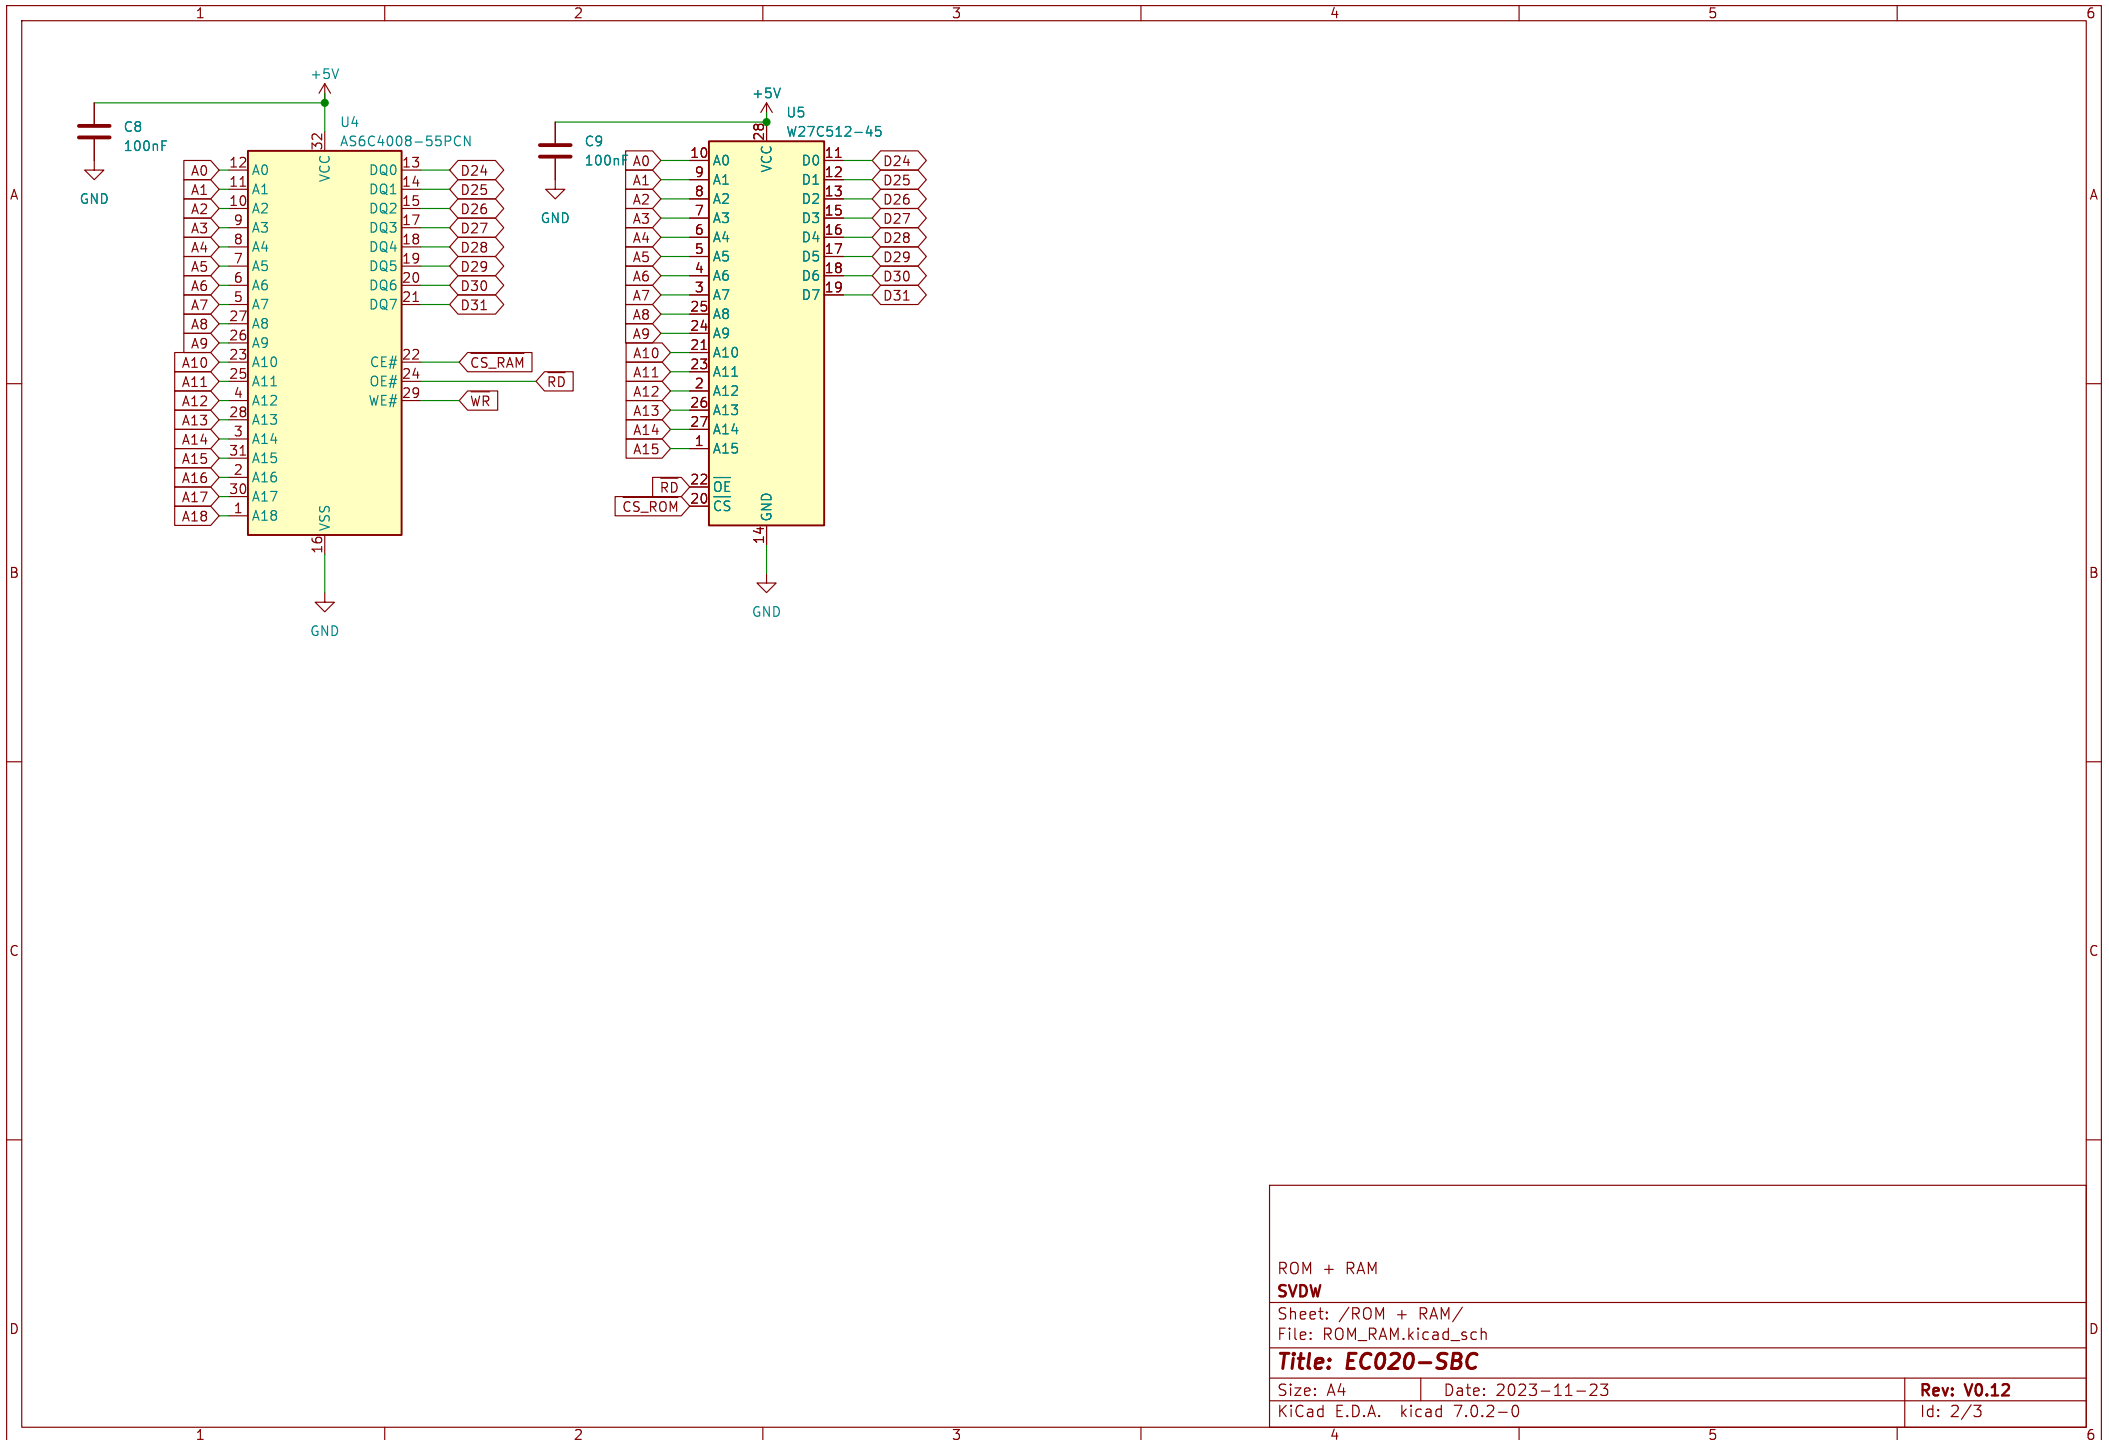 1 2 3 4 5 6
+5V
C8
100nF
GND
U4
AS6C4008-55PCN
32
VCC
A0 12 A0 DQ0 13 D24
A1 11 A1 DQ1 14 D25
A2 10 A2 DQ2 15 D26
A3 9 A3 DQ3 17 D27
A4 8 A4 DQ4 18 D28
A5 7 A5 DQ5 19 D29
A6 6 A6 DQ6 20 D30
A7 5 A7 DQ7 21 D31
A8 27 A8
A9 26 A9
A10 23 A10 CE# 22 CS_RAM
A11 25 A11 OE# 24 RD
A12 4 A12 WE# 29 WR
A13 28 A13
A14 3 A14
A15 31 A15
A16 2 A16
A17 30 A17
A18 1 A18
VSS
16
GND
+5V
C9
100nF
GND
U5
W27C512-45
28
VCC
A0 10 A0 D0 11 D24
A1 9 A1 D1 12 D25
A2 8 A2 D2 13 D26
A3 7 A3 D3 15 D27
A4 6 A4 D4 16 D28
A5 5 A5 D5 17 D29
A6 4 A6 D6 18 D30
A7 3 A7 D7 19 D31
A8 25 A8
A9 24 A9
A10 21 A10
A11 23 A11
A12 2 A12
A13 26 A13
A14 27 A14
A15 1 A15
RD 22 OE
CS_ROM 20 CS
GND
14
GND
A A
B B
C C
D D
ROM + RAM
SVDW
Sheet: /ROM + RAM/
File: ROM_RAM.kicad_sch
Title: EC020-SBC
Size: A4 Date: 2023-11-23 Rev: V0.12
KiCad E.D.A. kicad 7.0.2-0 Id: 2/3
1 2 3 4 5 6